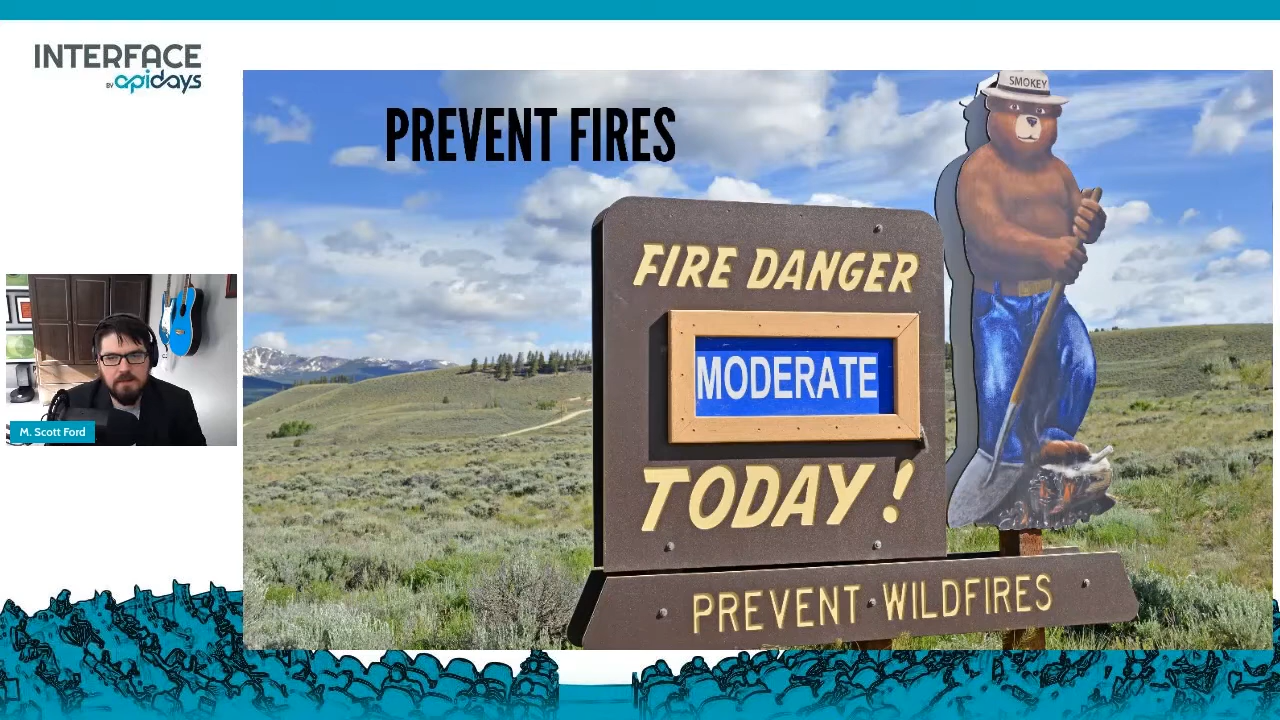 INTERFACE
BY apidays
PREVENT FIRES
SMOKEY
FIRE DANGER
MODERATE
TODAY!
PREVENT WILDFIRES
M. Scott Ford